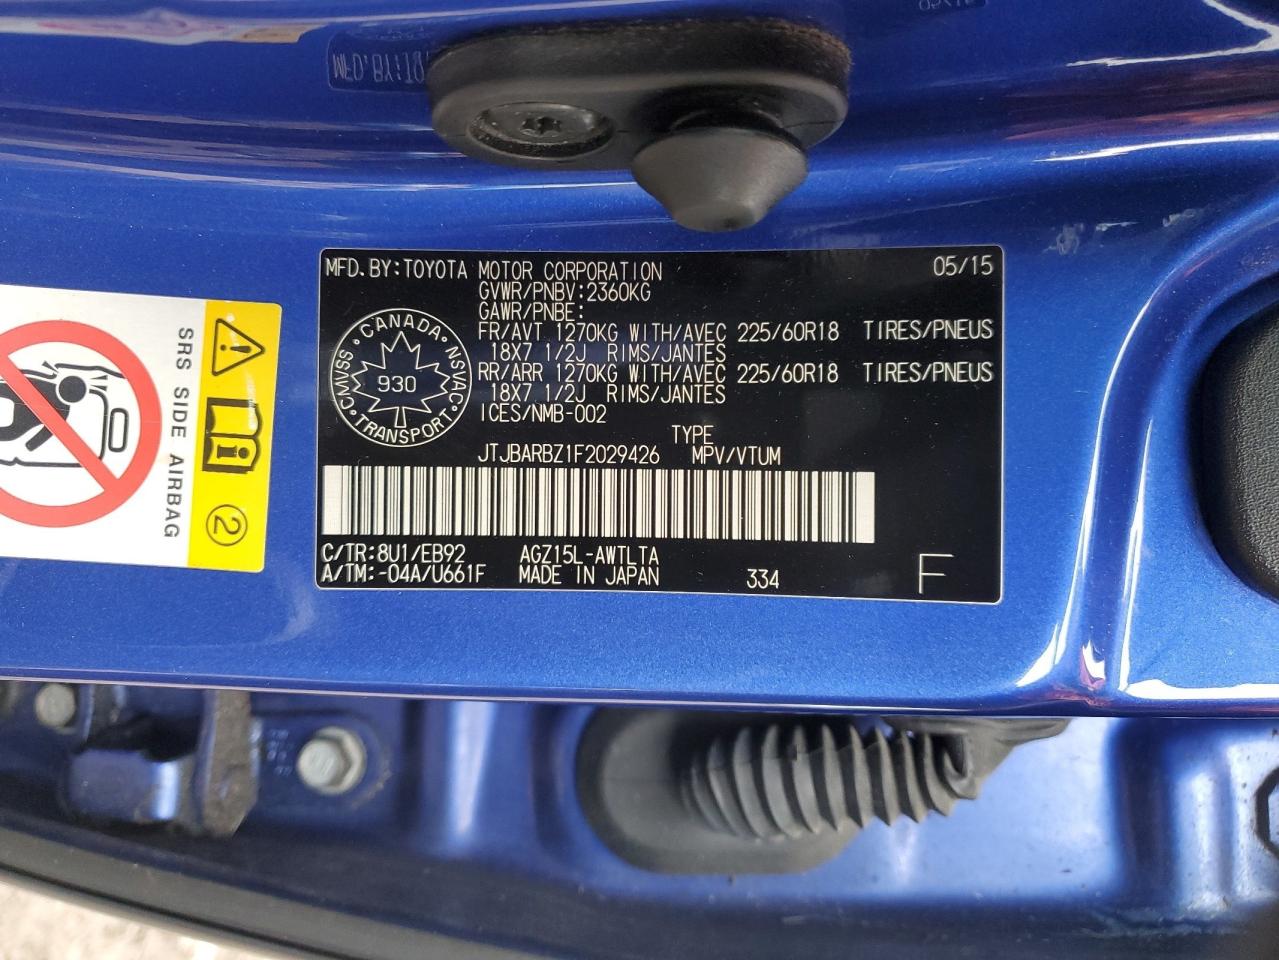 MFD.BY:TOYOTA MOTOR CORPORATION 05/15
GVWR/PNBV:2360KG
GAWR/PNBE:
FR/AVT 1270KG WITH/AVEC 225/60R18 TIRES/PNEUS
18X7 1/2J RIMS/JANTES
RR/ARR 1270KG WITH/AVEC 225/60R18 TIRES/PNEUS
18X7 1/2J RIMS/JANTES
ICES/NMB-002
CANADA
CMVSS 930 NSVAC
TRANSPORT
TYPE
JTJBARBZ1F2029426 MPV/VTUM
C/TR:8U1/EB92 AGZ15L-AWTLTA
A/TM:-04A/U661F MADE IN JAPAN 334 F
SRS SIDE AIRBAG
2